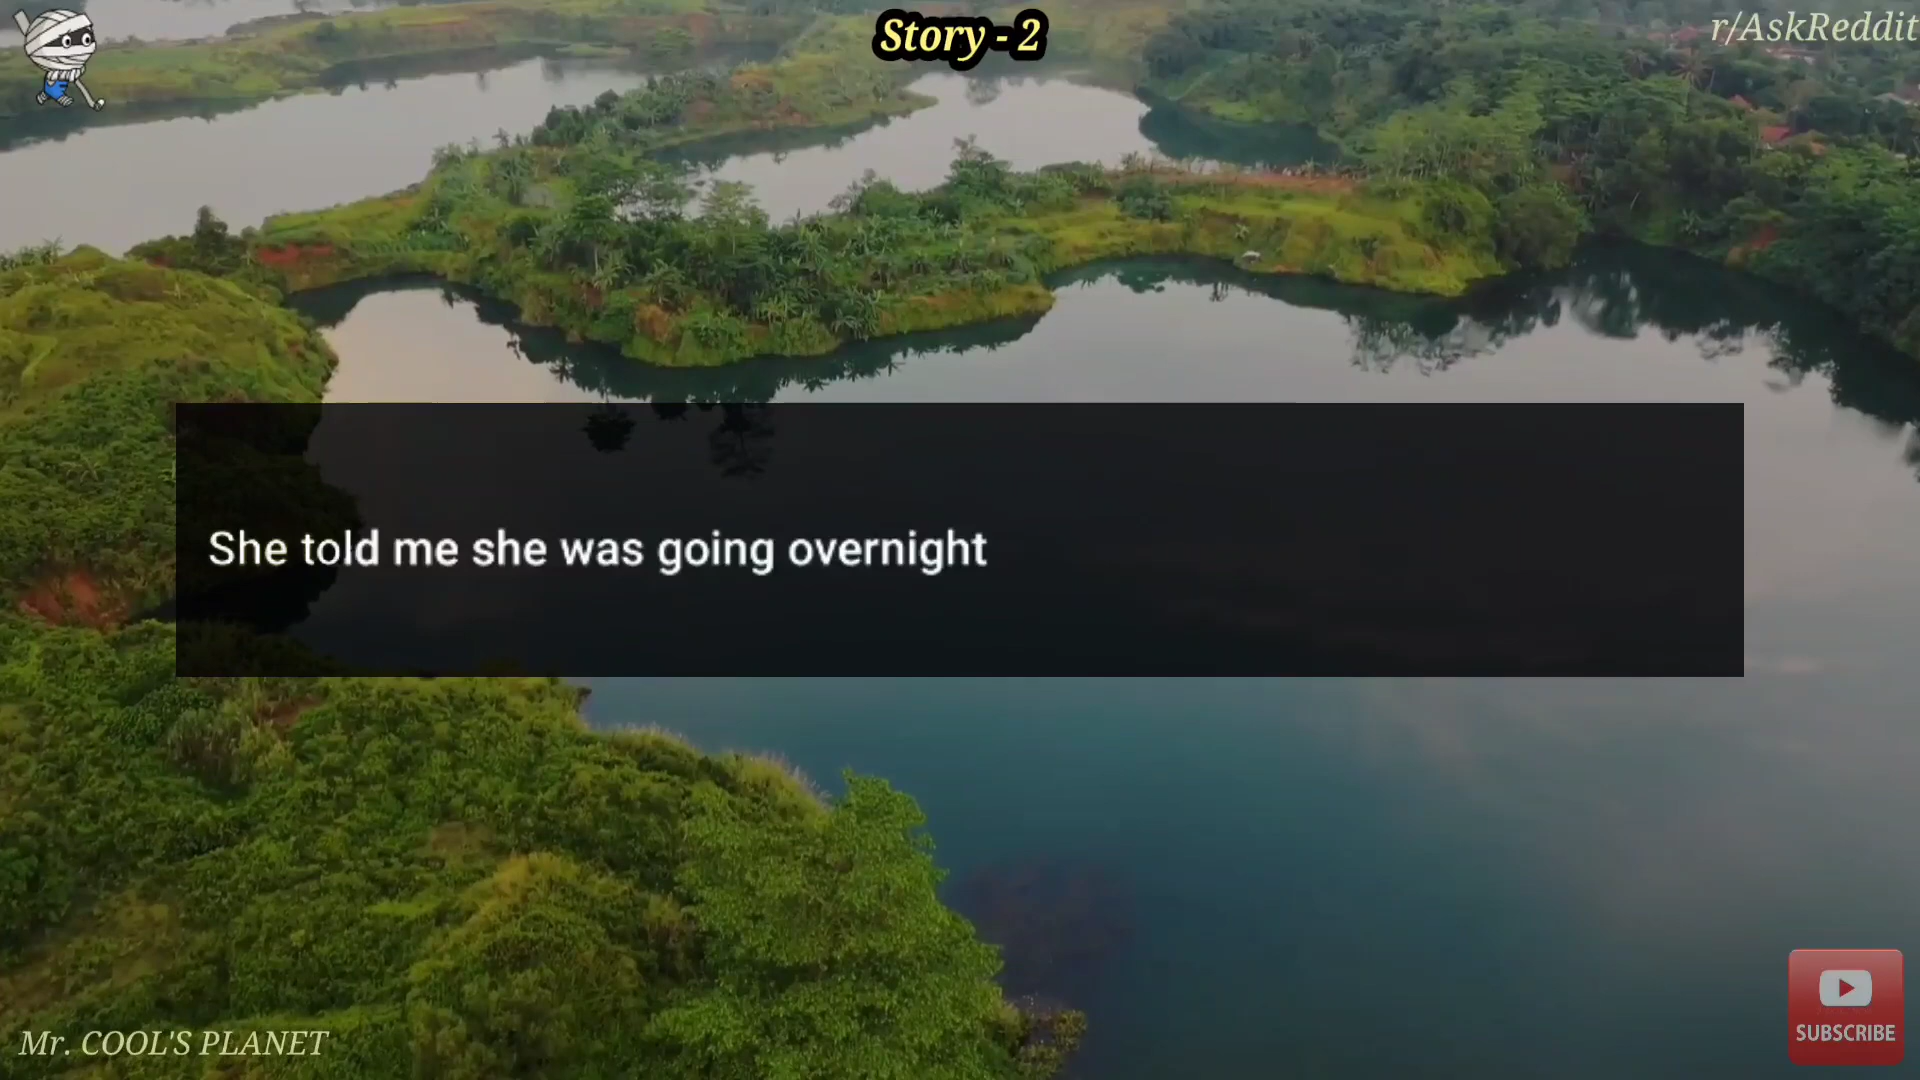 Story - 2
r/AskReddit
She told me she was going overnight
Mr. COOL'S PLANET
SUBSCRIBE